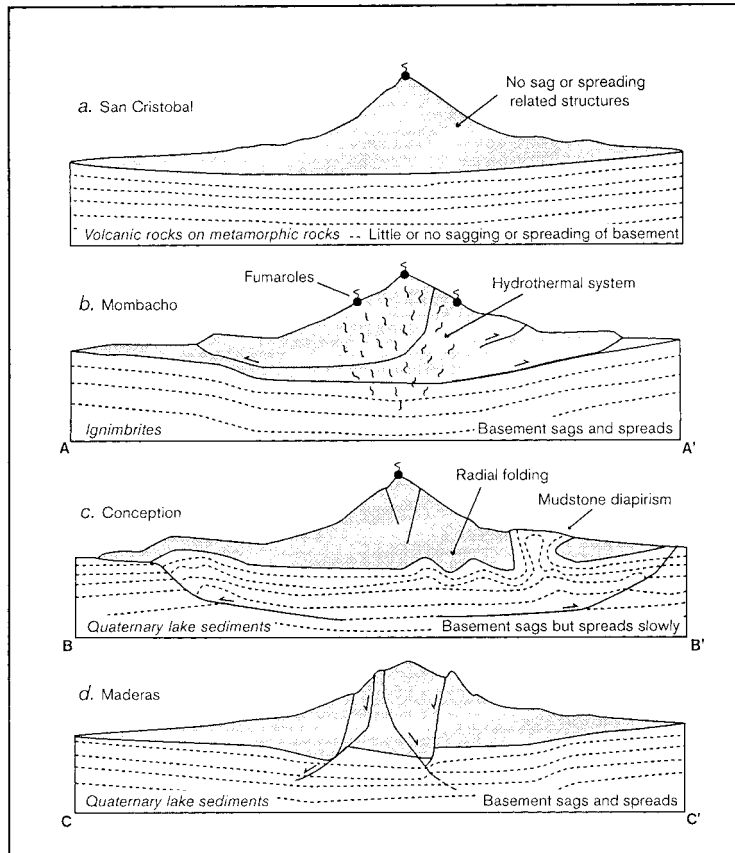 a. San Cristobal
No sag or spreading
related structures
Volcanic rocks on metamorphic rocks -- Little or no sagging or spreading of basement
Fumaroles
Hydrothermal system
b. Mombacho
Ignimbrites
Basement sags and spreads
A
A'
Radial folding
Mudstone diapirism
c. Conception
Quaternary lake sediments
Basement sags but spreads slowly
B
B'
d. Maderas
Quaternary lake sediments
Basement sags and spreads
C
C'